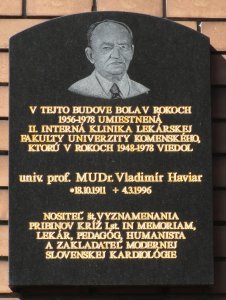 V TEJTO BUDOVE BOLA V ROKOCH
1956-1978 UMIESTNENÁ
II. INTERNÁ KLINIKA LEKÁRSKEJ
FAKULTY UNIVERZITY KOMENSKÉHO,
KTORÚ V ROKOCH 1948-1978 VIEDOL
univ. prof. MUDr. Vladimír Haviar
*18.10.1911 + 4.3.1996
NOSITEĽ št. VYZNAMENANIA
PRIBINOV KRÍŽ I.st. IN MEMORIAM,
LEKÁR, PEDAGÓG, HUMANISTA
A ZAKLADATEĽ MODERNEJ
SLOVENSKEJ KARDIOLÓGIE